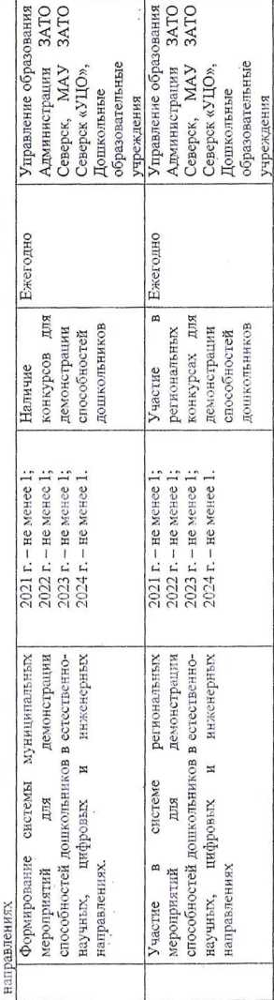 направлениях
Формирование системы муниципальных
мероприятий для демонстрации
способностей дошкольников в естественно-
научных, цифровых и инженерных
направлениях.
2021 г. – не менее 1;
2022 г. – не менее 1;
2023 г. – не менее 1;
2024 г. – не менее 1.
Наличие
конкурсов для
демонстрации
способностей
дошкольников
Ежегодно
Управление образования
Администрации ЗАТО
Северск, МАУ ЗАТО
Северск «УЦО»,
Дошкольные
образовательные
учреждения
Участие в системе региональных
мероприятий для демонстрации
способностей дошкольников в естественно-
научных, цифровых и инженерных
направлениях
2021 г. – не менее 1;
2022 г. – не менее 1;
2023 г. – не менее 1;
2024 г. – не менее 1.
Участие в
региональных
конкурсах для
демонстрации
способностей
дошкольников
Ежегодно
Управление образования
Администрации ЗАТО
Северск, МАУ ЗАТО
Северск «УЦО»,
Дошкольные
образовательные
учреждения